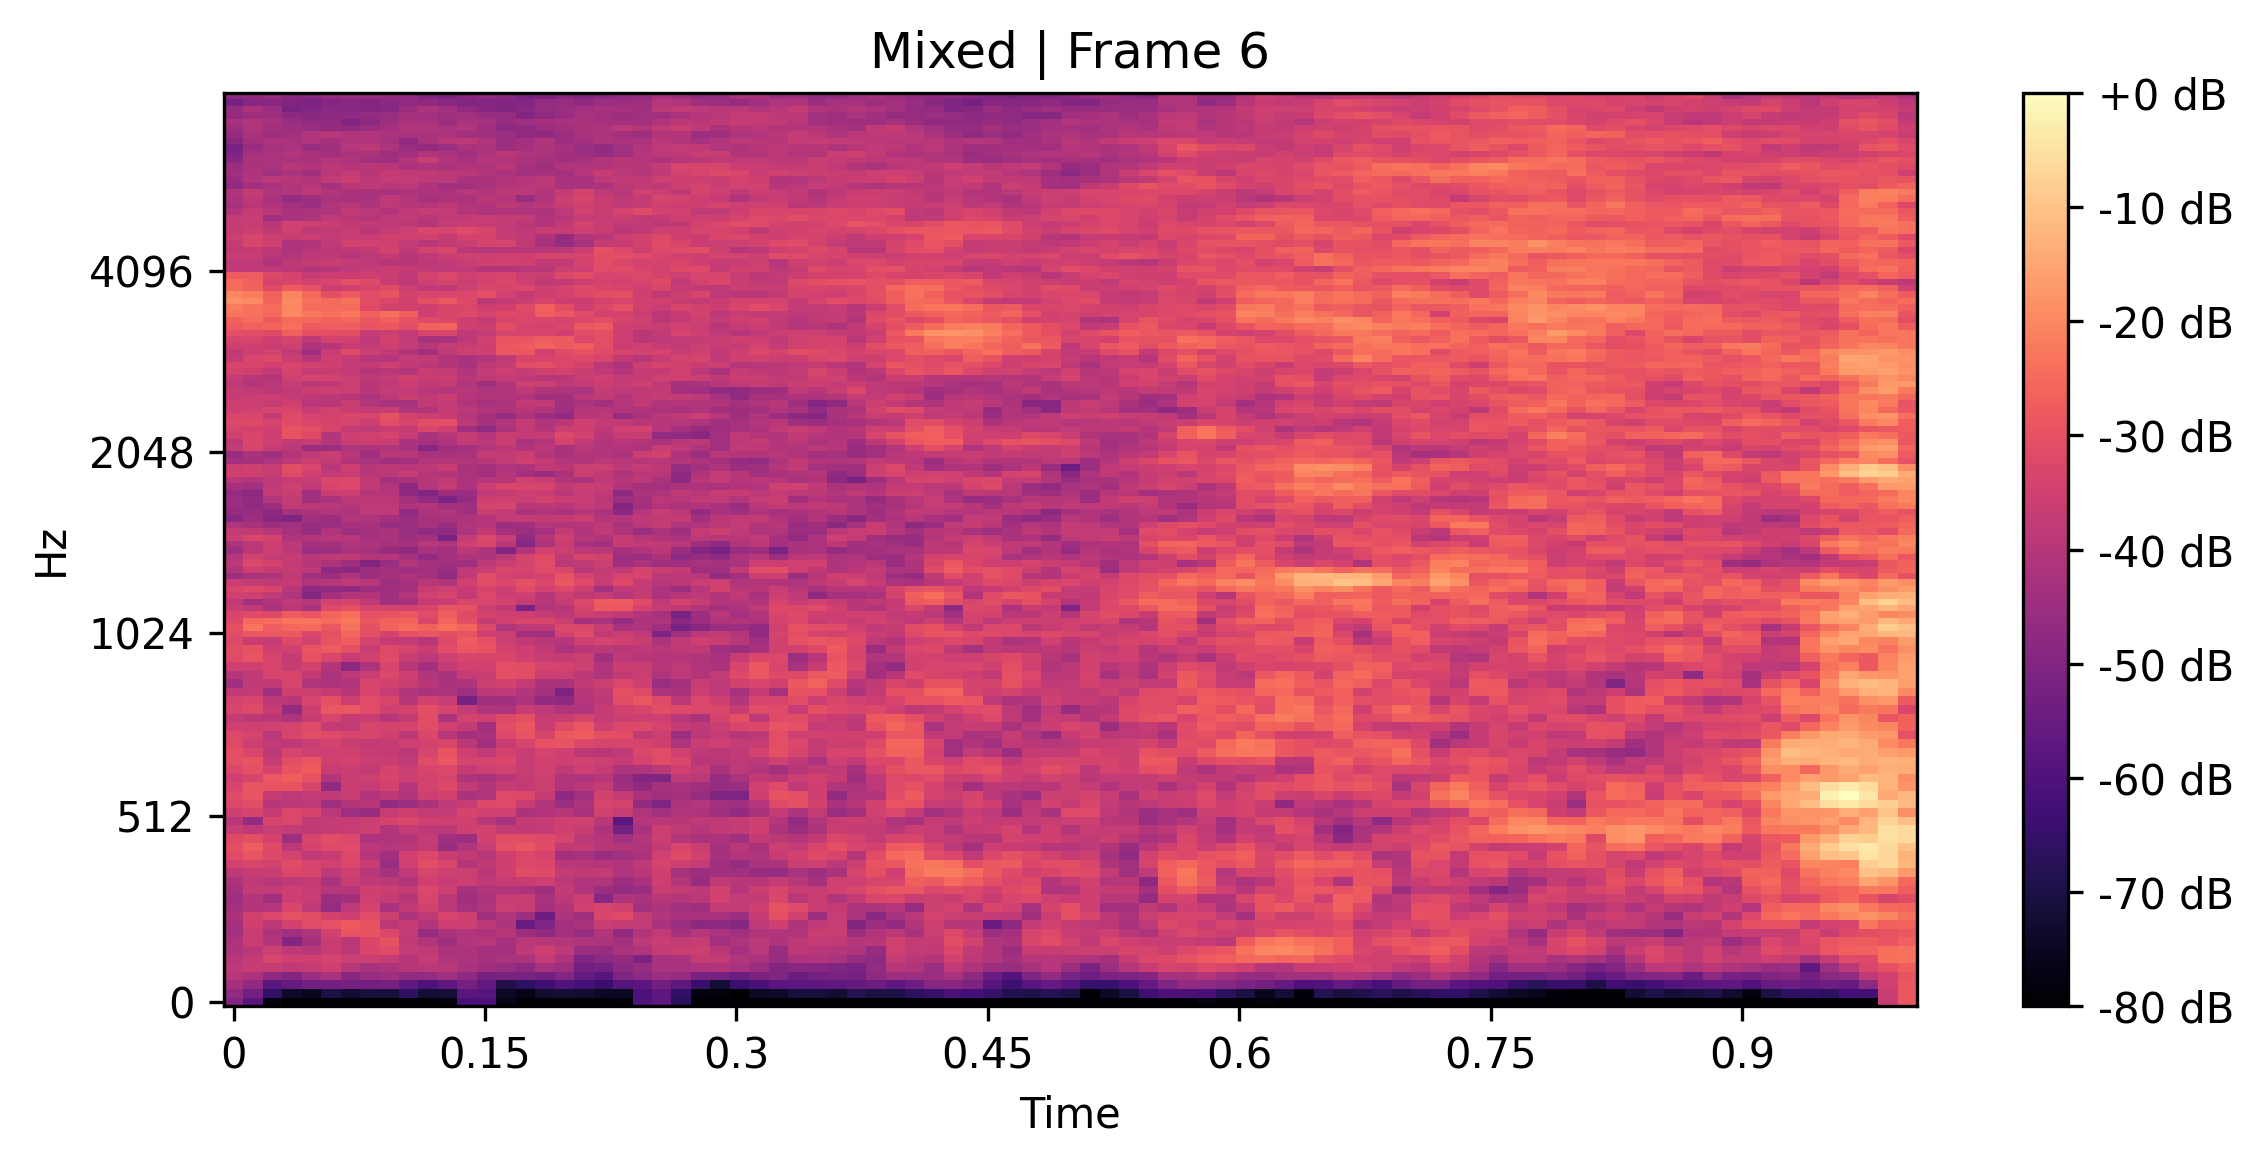 Mixed | Frame 6
+0 dB
-10 dB
-20 dB
-30 dB
-40 dB
-50 dB
-60 dB
-70 dB
-80 dB
Hz
4096
2048
1024
512
0
0 0.15 0.3 0.45 0.6 0.75 0.9
Time